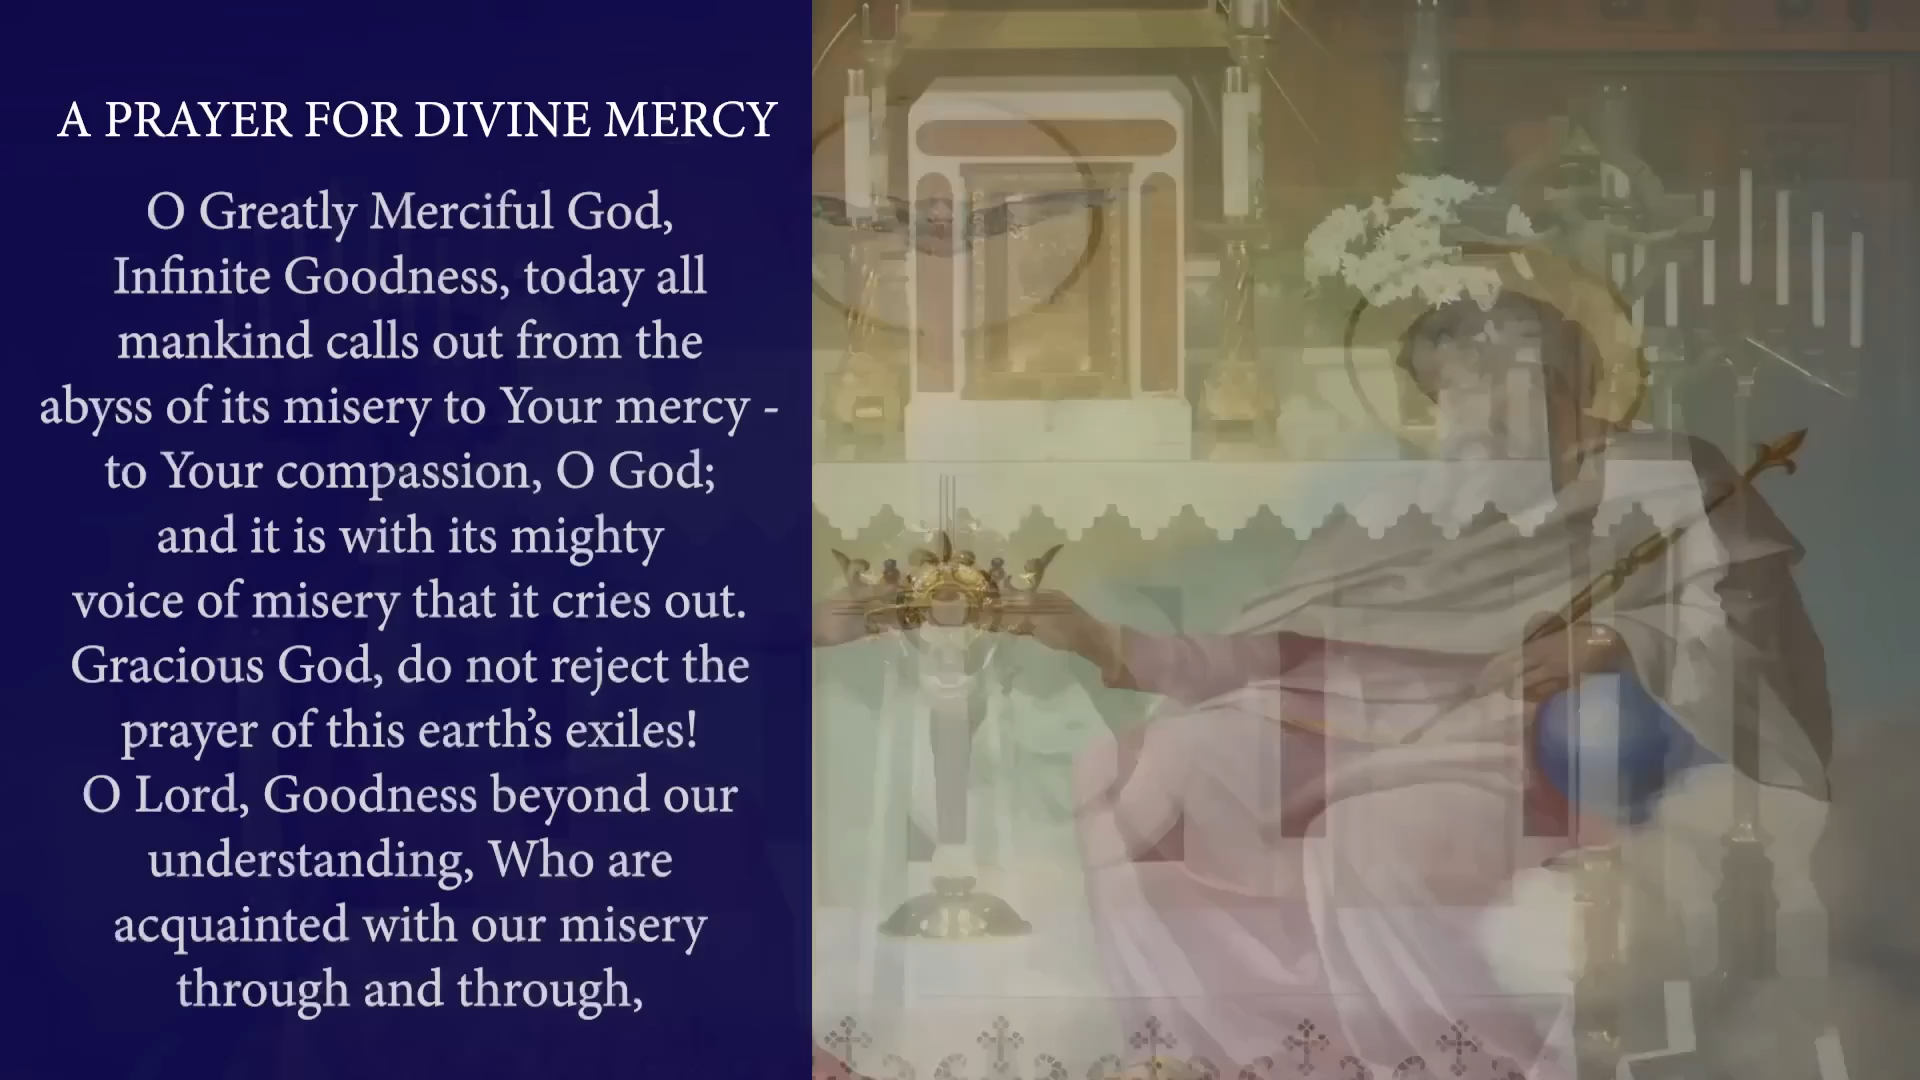 A PRAYER FOR DIVINE MERCY
O Greatly Merciful God,
Infinite Goodness, today all
mankind calls out from the
abyss of its misery to Your mercy -
to Your compassion, O God;
and it is with its mighty
voice of misery that it cries out.
Gracious God, do not reject the
prayer of this earth’s exiles!
O Lord, Goodness beyond our
understanding, Who are
acquainted with our misery
through and through,